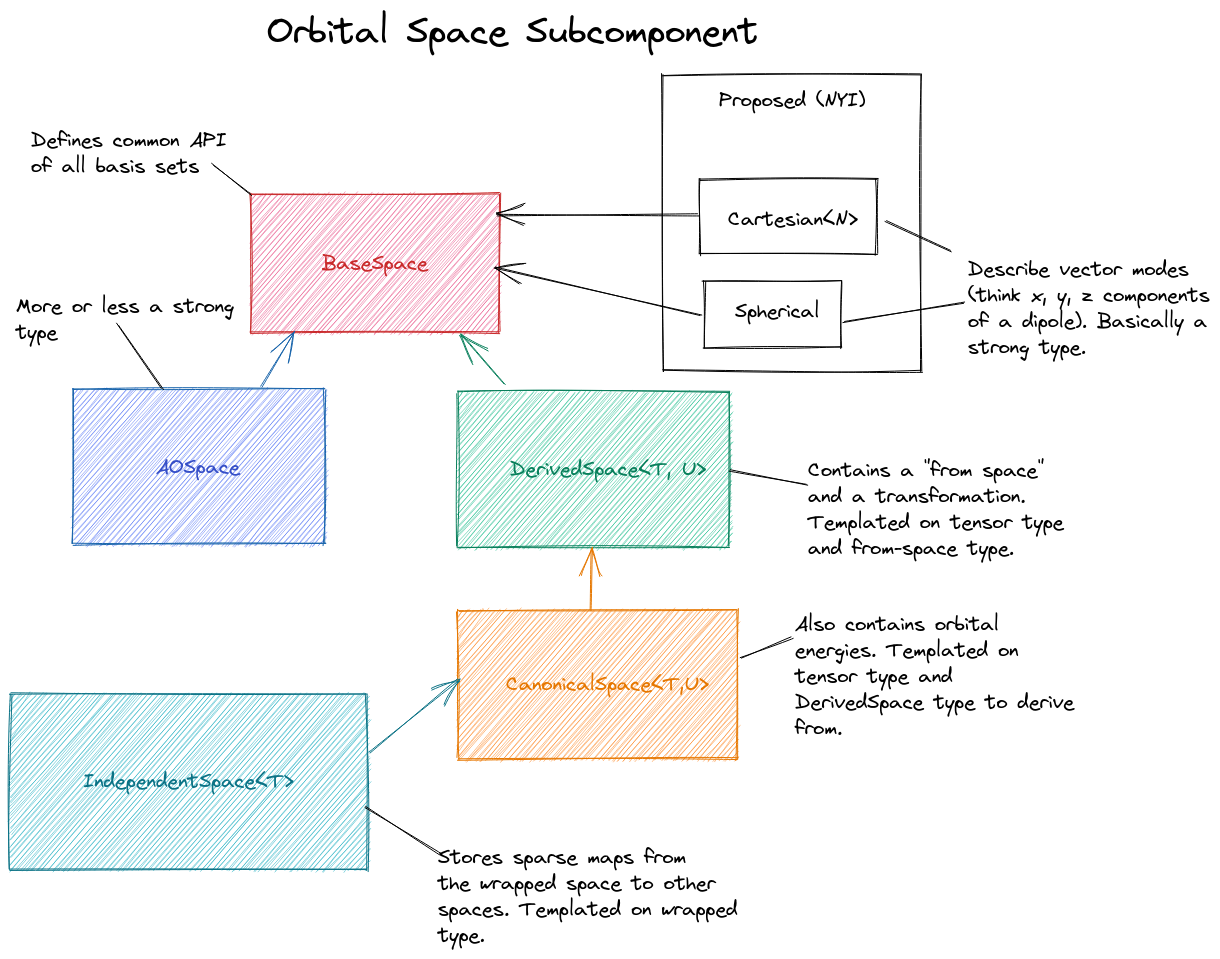 Orbital Space Subcomponent
Proposed (NYI)
Defines common API
of all basis sets
Cartesian<N>
BaseSpace
Describe vector modes
(think x, y, z components
of a dipole). Basically a
strong type.
More or less a strong
type
Spherical
AOSpace
DerivedSpace<T, U>
Contains a "from space"
and a transformation.
Templated on tensor type
and from-space type.
Also contains orbital
energies. Templated on
tensor type and
DerivedSpace type to derive
from.
CanonicalSpace<T,U>
IndependentSpace<T>
Stores sparse maps from
the wrapped space to other
spaces. Templated on wrapped
type.